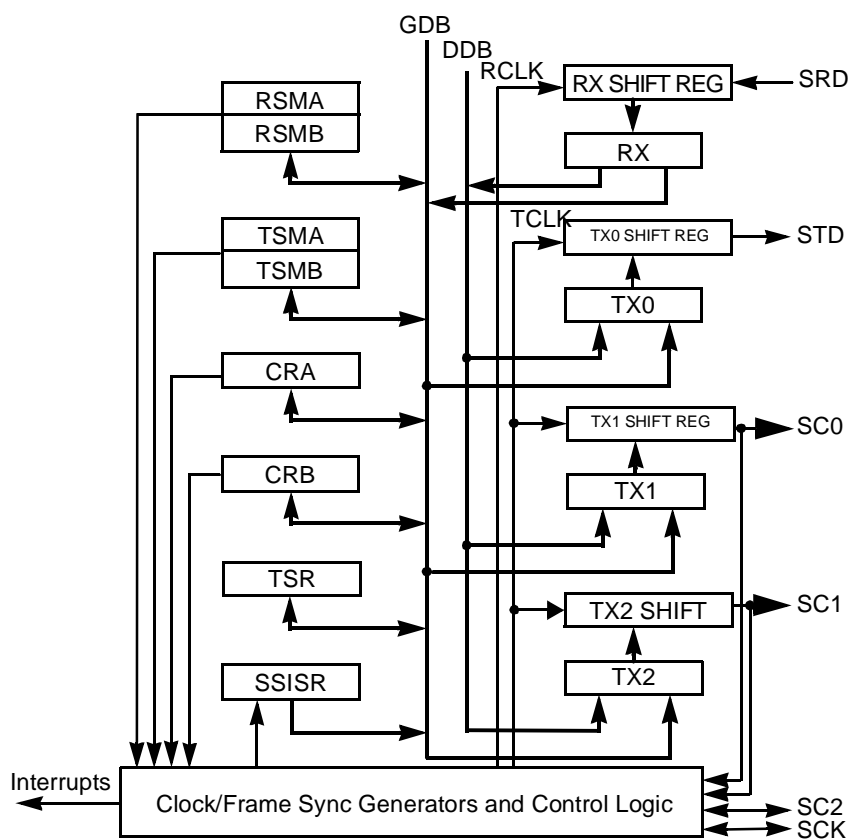 GDB
DDB
RCLK
RX SHIFT REG
SRD
RSMA
RSMB
RX
TCLK
TX0 SHIFT REG
STD
TSMA
TSMB
TX0
CRA
TX1 SHIFT REG
SC0
CRB
TX1
TSR
TX2 SHIFT
SC1
SSISR
TX2
Interrupts
Clock/Frame Sync Generators and Control Logic
SC2
SCK